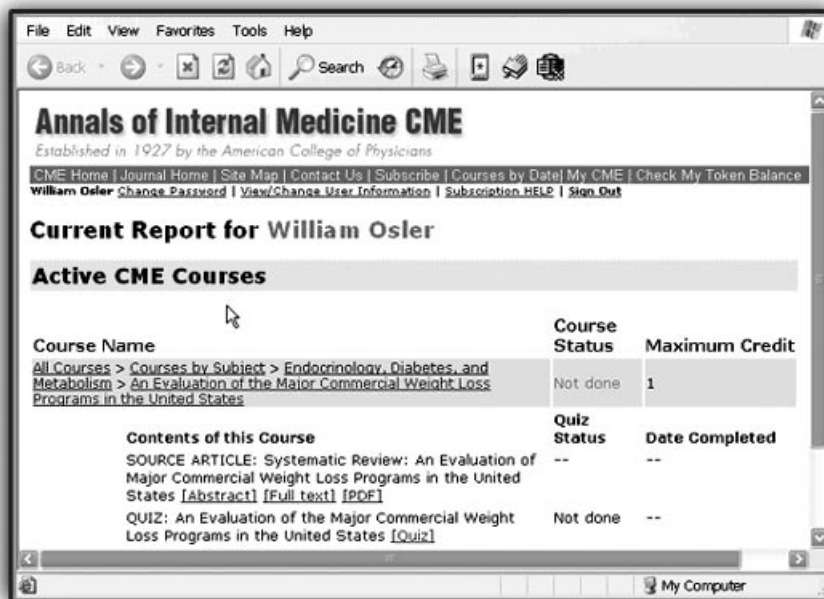 File Edit View Favorites Tools Help
Back Search
Annals of Internal Medicine CME
Established in 1927 by the American College of Physicians
CME Home | Journal Home | Site Map | Contact Us | Subscribe | Courses by Date| My CME | Check My Token Balance
William Osler Change Password | View/Change User Information | Subscription HELP | Sign Out
Current Report for William Osler
Active CME Courses
Course Name Course Status Maximum Credit
All Courses > Courses by Subject > Endocrinology, Diabetes, and
Metabolism > An Evaluation of the Major Commercial Weight Loss
Programs in the United States
Not done 1
Contents of this Course Quiz Status Date Completed
SOURCE ARTICLE: Systematic Review: An Evaluation of -- --
Major Commercial Weight Loss Programs in the United
States [Abstract] [Full text] [PDF]
QUIZ: An Evaluation of the Major Commercial Weight Not done --
Loss Programs in the United States [Quiz]
My Computer